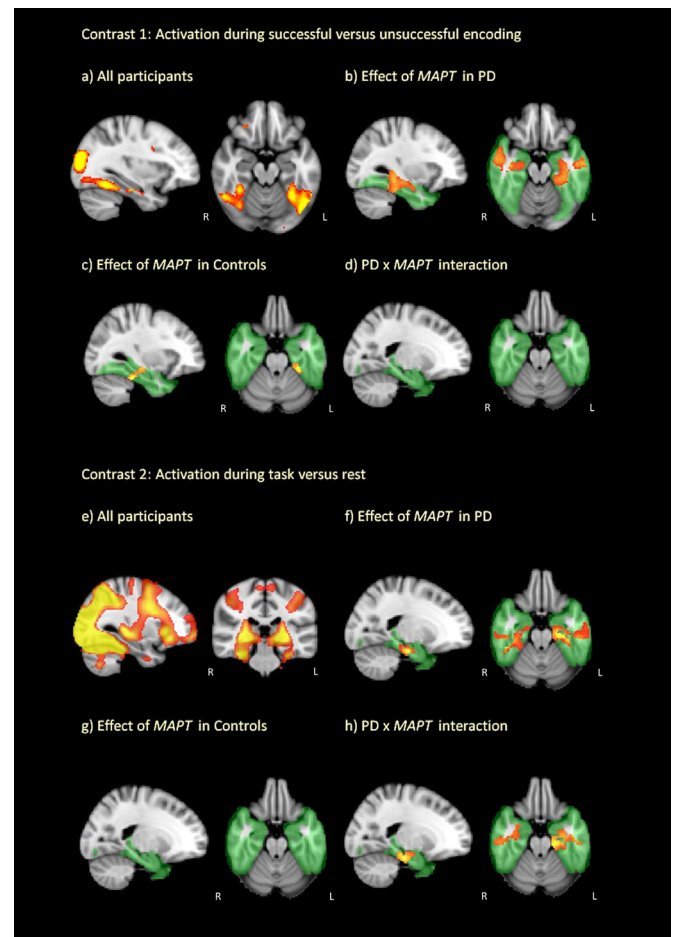 Contrast 1: Activation during successful versus unsuccessful encoding
a) All participants
b) Effect of MAPT in PD
R L
R L
c) Effect of MAPT in Controls
d) PD x MAPT interaction
R L
R L
Contrast 2: Activation during task versus rest
e) All participants
f) Effect of MAPT in PD
R L
R L
g) Effect of MAPT in Controls
h) PD x MAPT interaction
R L
R L